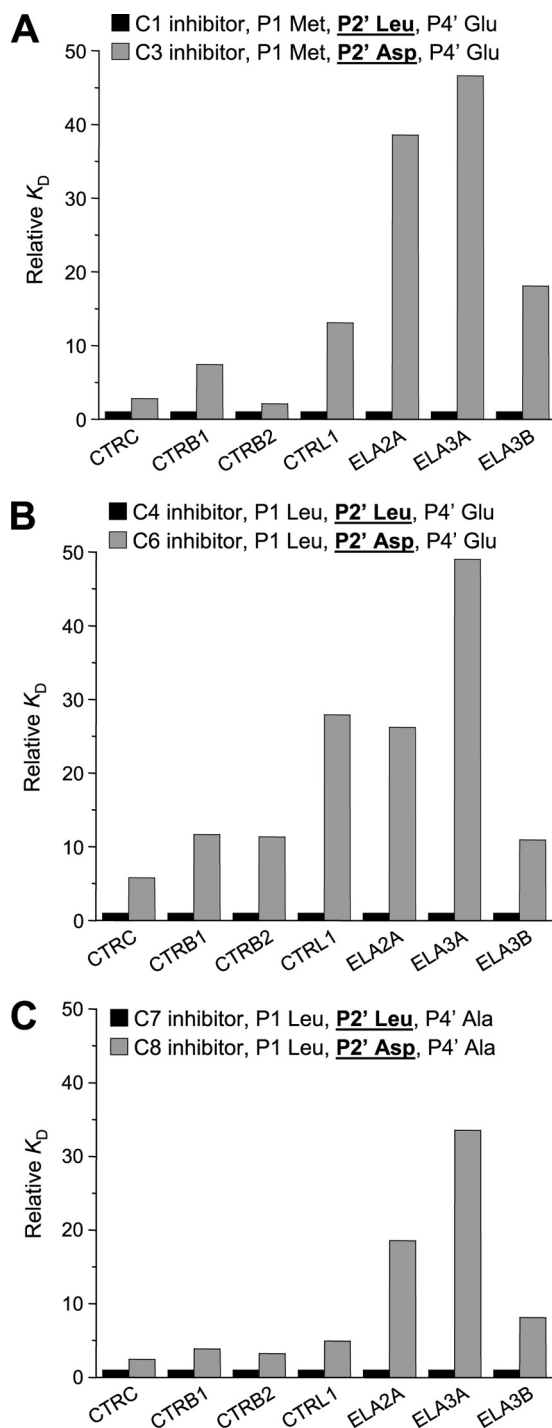 A
C1 inhibitor, P1 Met, P2' Leu, P4' Glu
C3 inhibitor, P1 Met, P2' Asp, P4' Glu
50
40
30
20
10
0
Relative KD
CTRC
CTRB1
CTRB2
CTRL1
ELA2A
ELA3A
ELA3B
B
C4 inhibitor, P1 Leu, P2' Leu, P4' Glu
C6 inhibitor, P1 Leu, P2' Asp, P4' Glu
50
40
30
20
10
0
Relative KD
CTRC
CTRB1
CTRB2
CTRL1
ELA2A
ELA3A
ELA3B
C
C7 inhibitor, P1 Leu, P2' Leu, P4' Ala
C8 inhibitor, P1 Leu, P2' Asp, P4' Ala
50
40
30
20
10
0
Relative KD
CTRC
CTRB1
CTRB2
CTRL1
ELA2A
ELA3A
ELA3B